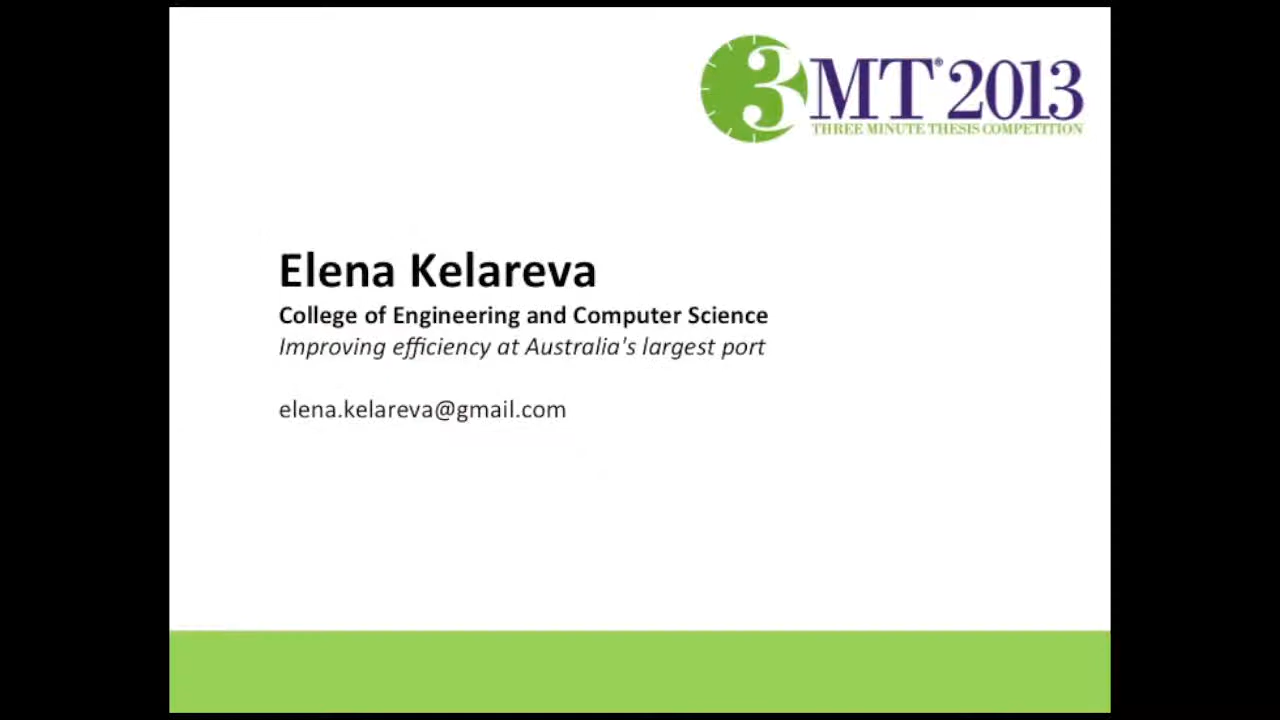 3MT® 2013
THREE MINUTE THESIS COMPETITION
Elena Kelareva
College of Engineering and Computer Science
Improving efficiency at Australia's largest port
elena.kelareva@gmail.com